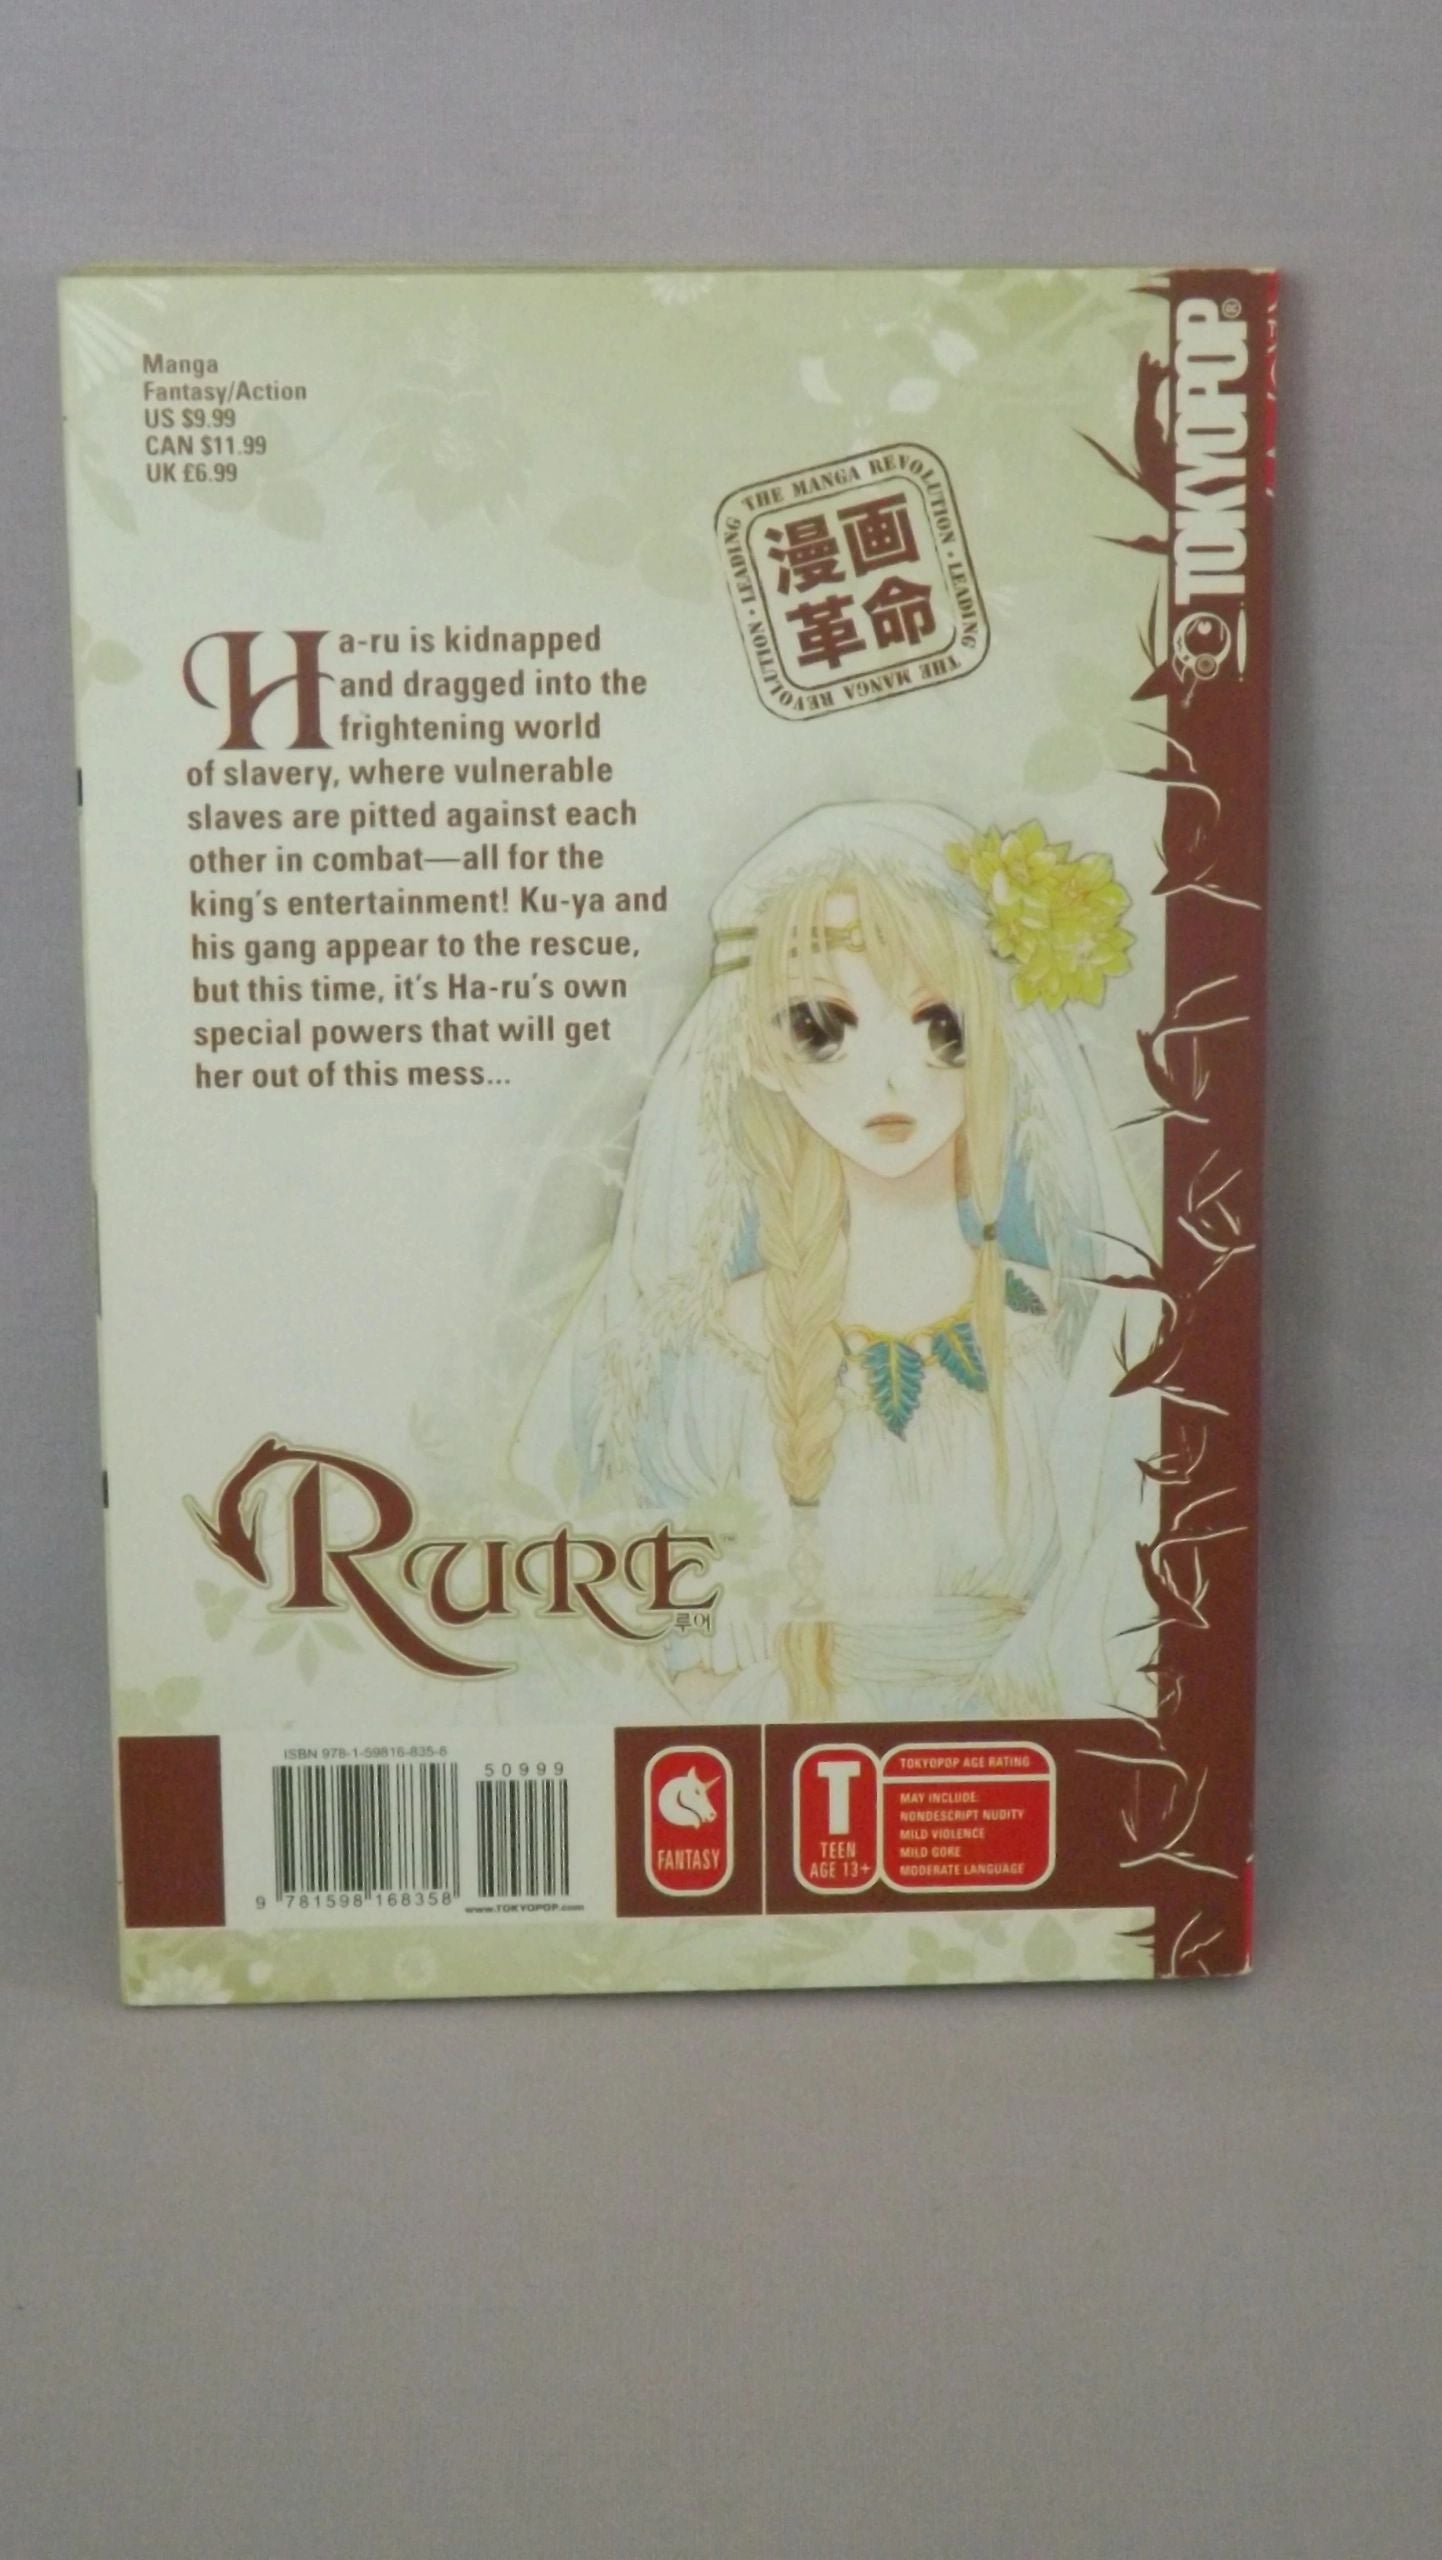 Manga
Fantasy/Action
US $9.99
CAN $11.99
UK £6.99
TOKYOPOP®
THE MANGA REVOLUTION · LEADING THE MANGA REVOLUTION · LEADING
漫画
革命
Ha-ru is kidnapped
and dragged into the
frightening world
of slavery, where vulnerable
slaves are pitted against each
other in combat—all for the
king's entertainment! Ku-ya and
his gang appear to the rescue,
but this time, it's Ha-ru's own
special powers that will get
her out of this mess...
RURE™
루어
ISBN 978-1-59816-835-8
50999
9 781598 168358
www.TOKYOPOP.com
FANTASY
T
TEEN
AGE 13+
TOKYOPOP AGE RATING
MAY INCLUDE:
NONDESCRIPT NUDITY
MILD VIOLENCE
MILD GORE
MODERATE LANGUAGE